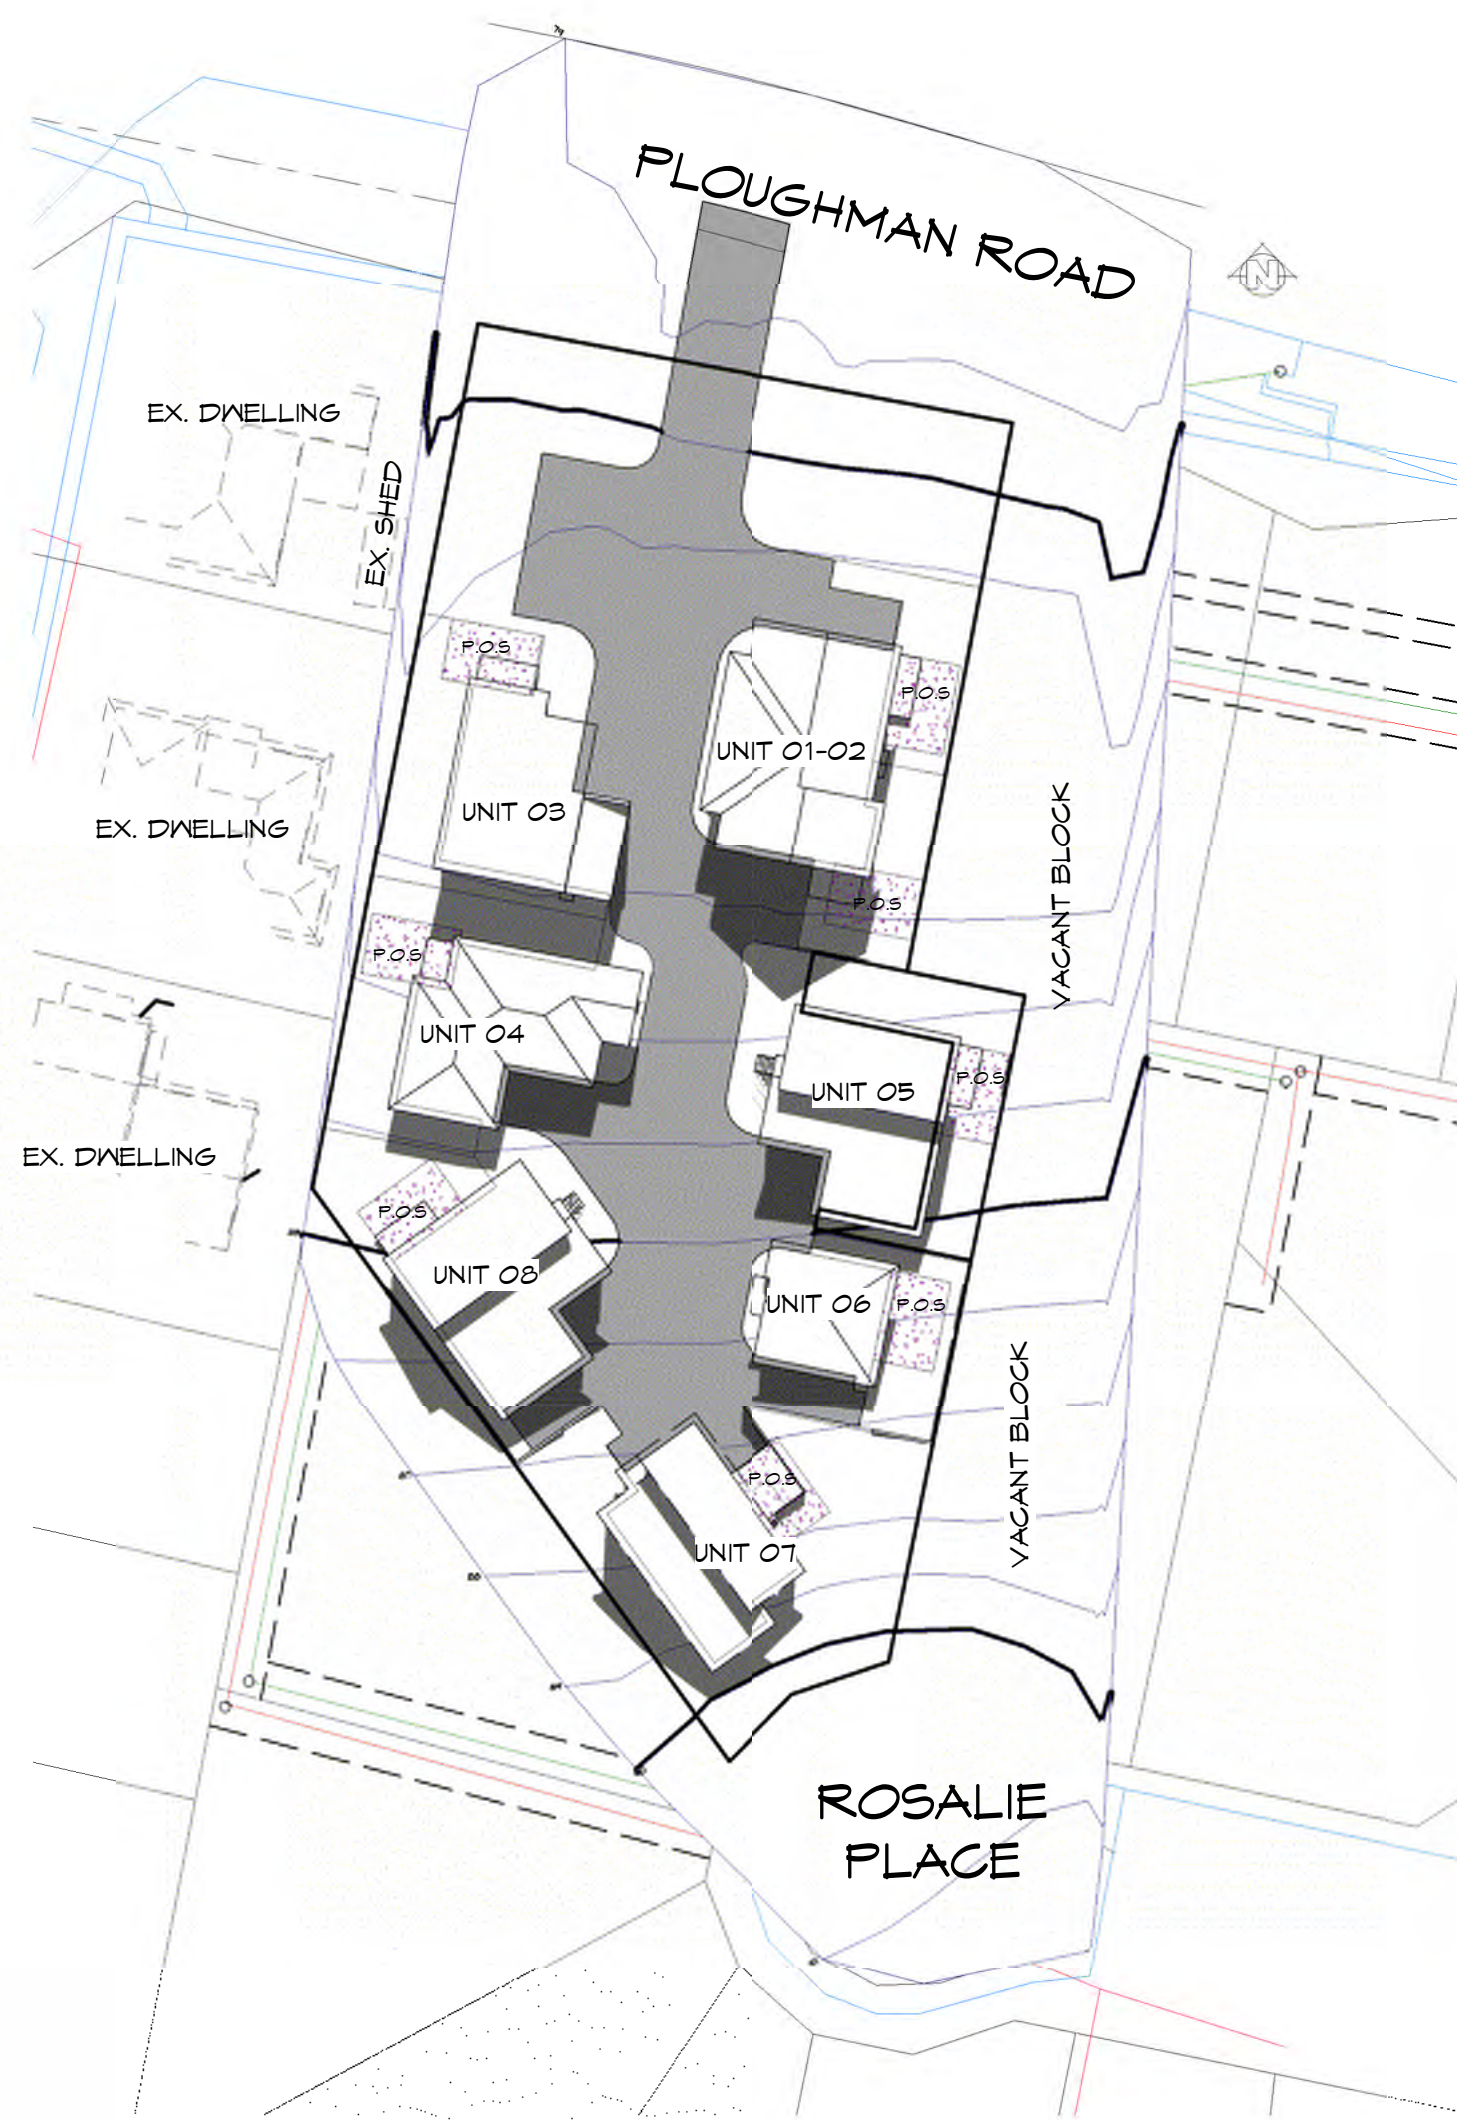 PLOUGHMAN ROAD
N
EX. DWELLING
EX. SHED
P.O.S
P.O.S
UNIT 01-02
UNIT 03
EX. DWELLING
VACANT BLOCK
P.O.S
P.O.S
UNIT 04
UNIT 05
P.O.S
EX. DWELLING
P.O.S
UNIT 08
UNIT 06
P.O.S
VACANT BLOCK
P.O.S
UNIT 07
ROSALIE
PLACE